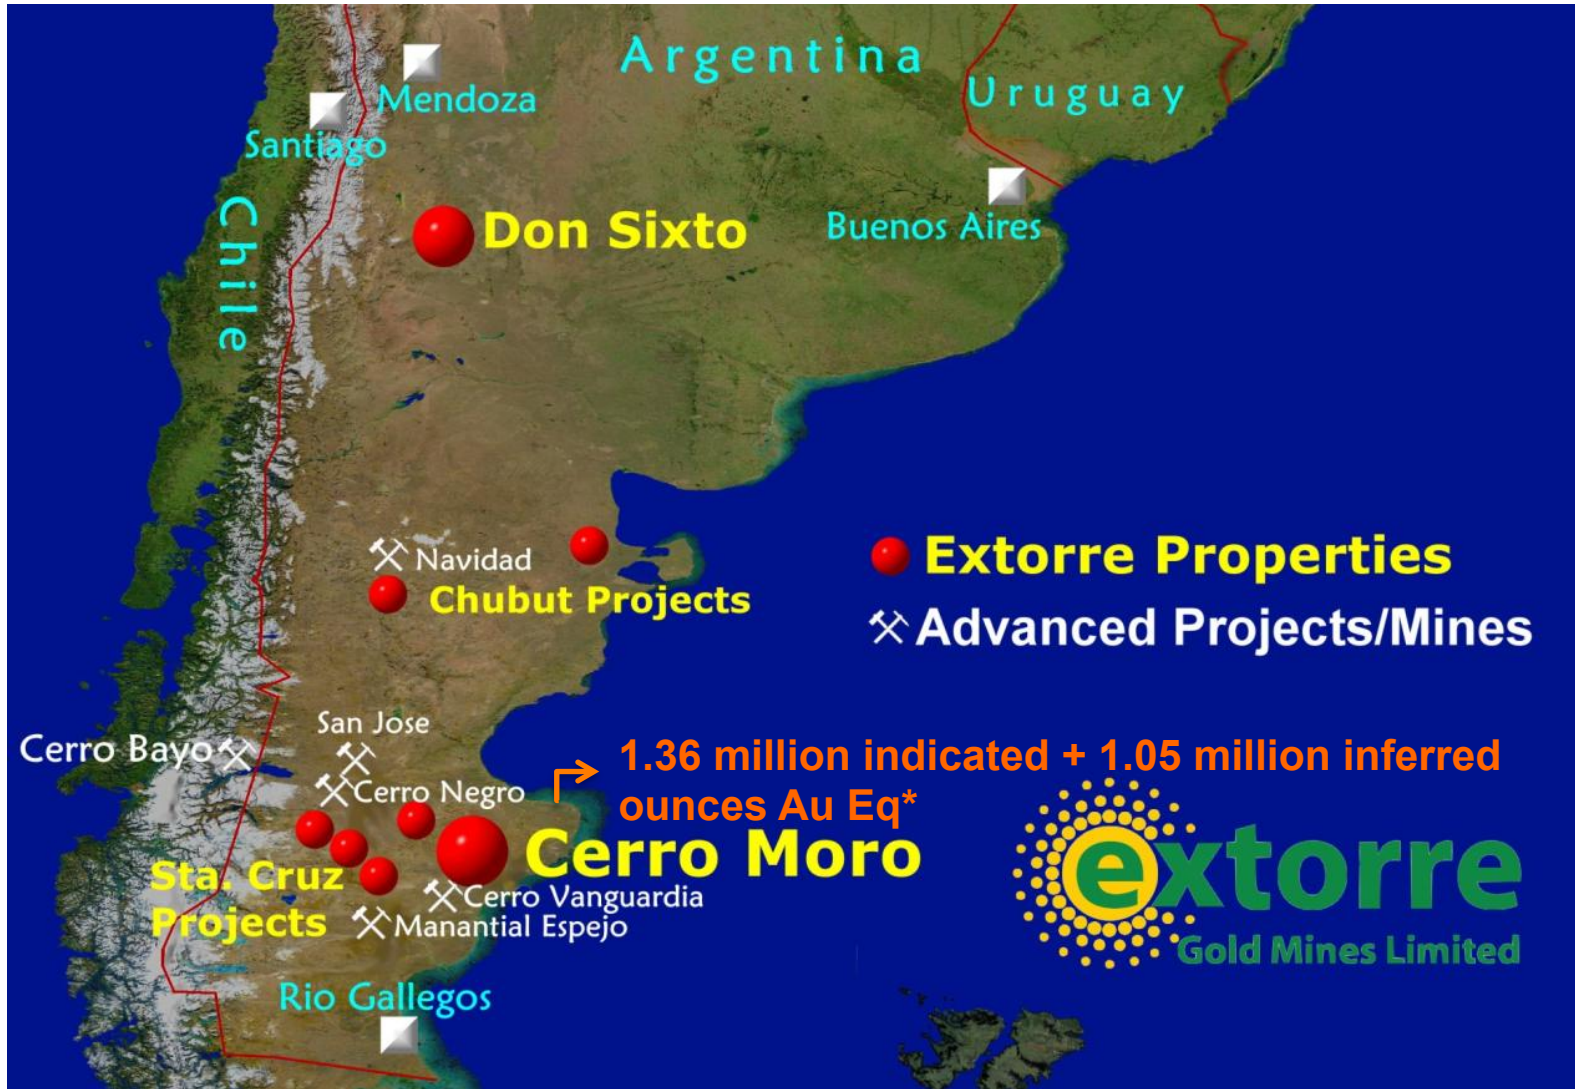 Argentina
Uruguay
Mendoza
Santiago
Chile
Don Sixto
Buenos Aires
Navidad
Chubut Projects
Extorre Properties
Advanced Projects/Mines
San Jose
Cerro Bayo
Cerro Negro
1.36 million indicated + 1.05 million inferred
ounces Au Eq*
Cerro Moro
Sta. Cruz
Projects
Cerro Vanguardia
Manantial Espejo
extorre
Gold Mines Limited
Rio Gallegos